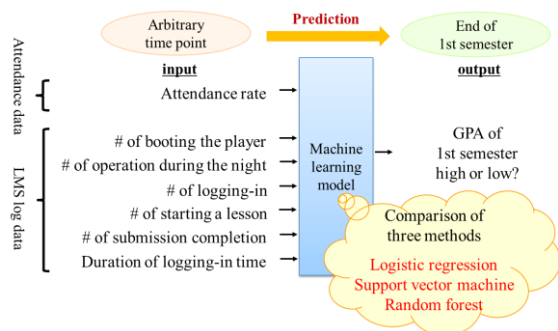 Arbitrary
time point
Prediction
End of
1st semester
input
output
Attendance data
Attendance rate
LMS log data
# of booting the player
# of operation during the night
# of logging-in
# of starting a lesson
# of submission completion
Duration of logging-in time
Machine
learning
model
GPA of
1st semester
high or low?
Comparison of
three methods
Logistic regression
Support vector machine
Random forest